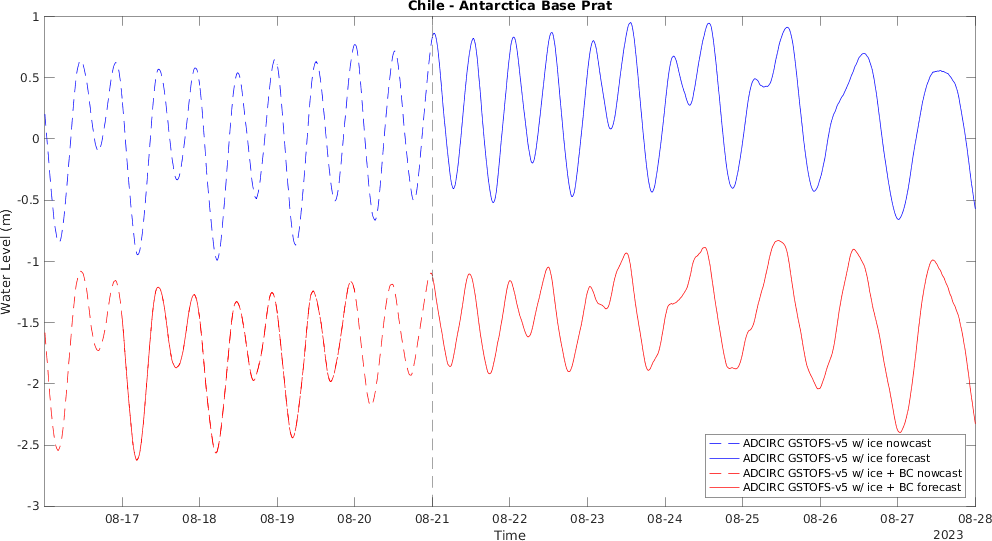 Chile - Antarctica Base Prat
1
0.5
0
-0.5
-1
-1.5
-2
-2.5
-3
Water Level (m)
ADCIRC GSTOFS-v5 w/ ice nowcast
ADCIRC GSTOFS-v5 w/ ice forecast
ADCIRC GSTOFS-v5 w/ ice + BC nowcast
ADCIRC GSTOFS-v5 w/ ice + BC forecast
08-17 08-18 08-19 08-20 08-21 08-22 08-23 08-24 08-25 08-26 08-27 08-28
Time
2023